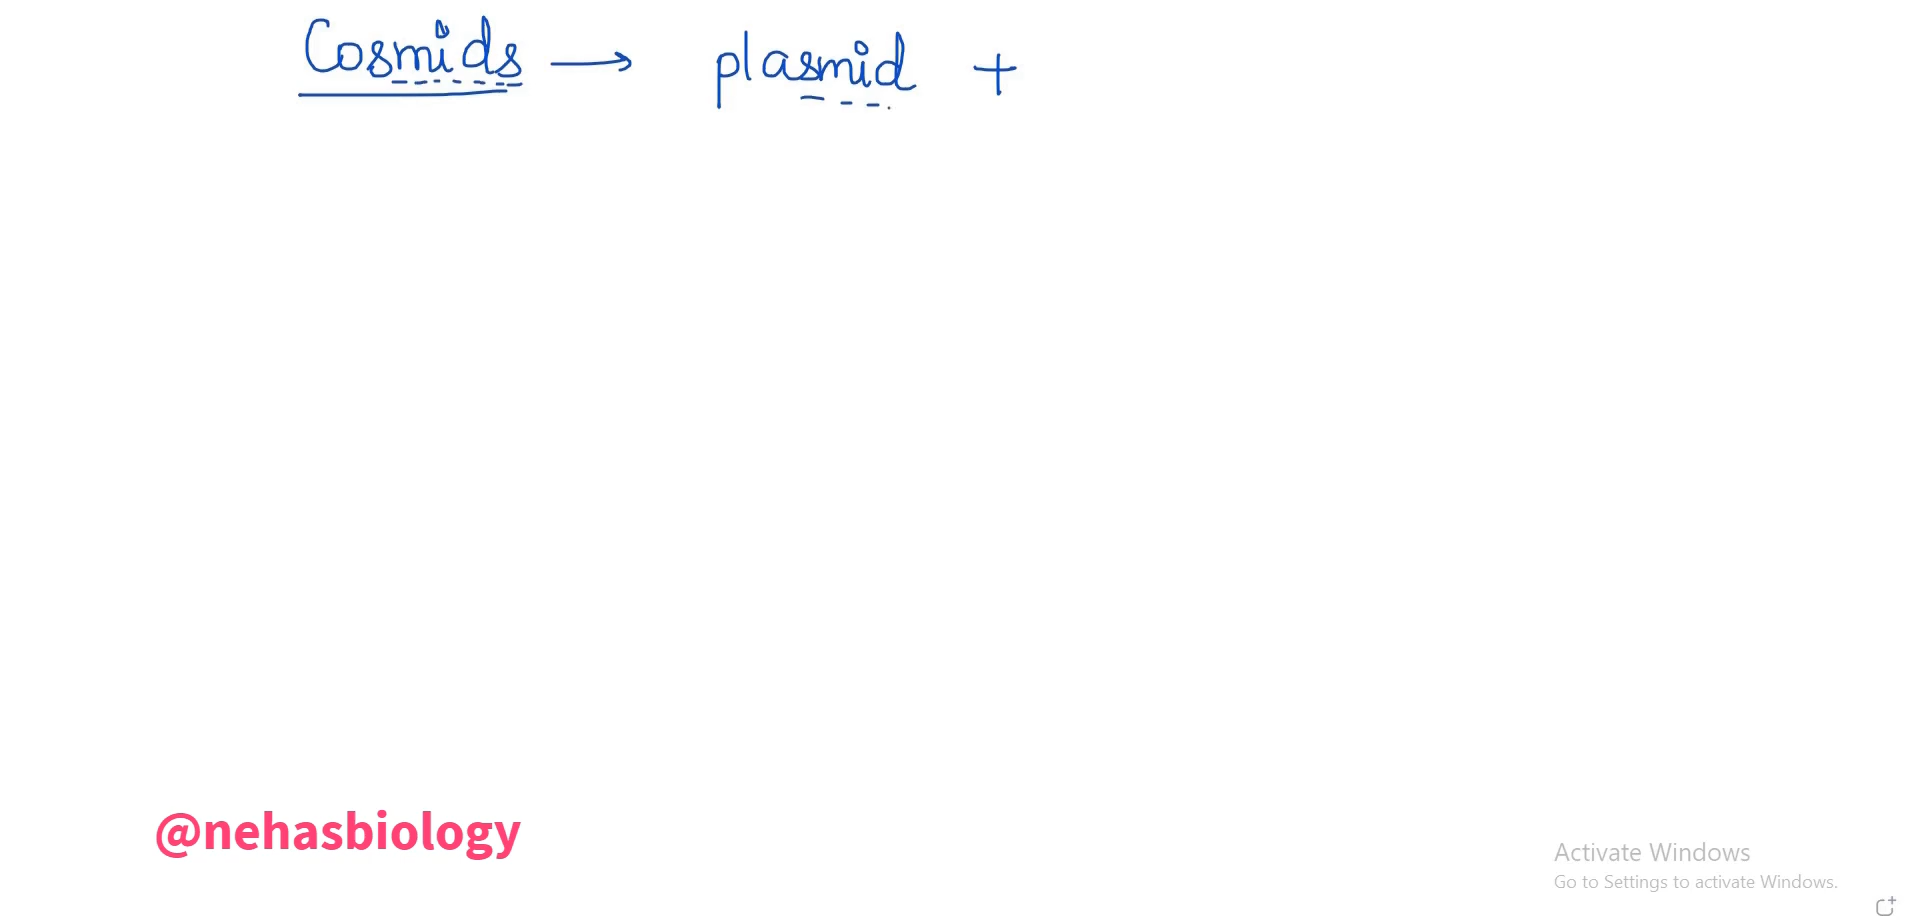 Cosmids → plasmid +
@nehasbiology
Activate Windows
Go to Settings to activate Windows.